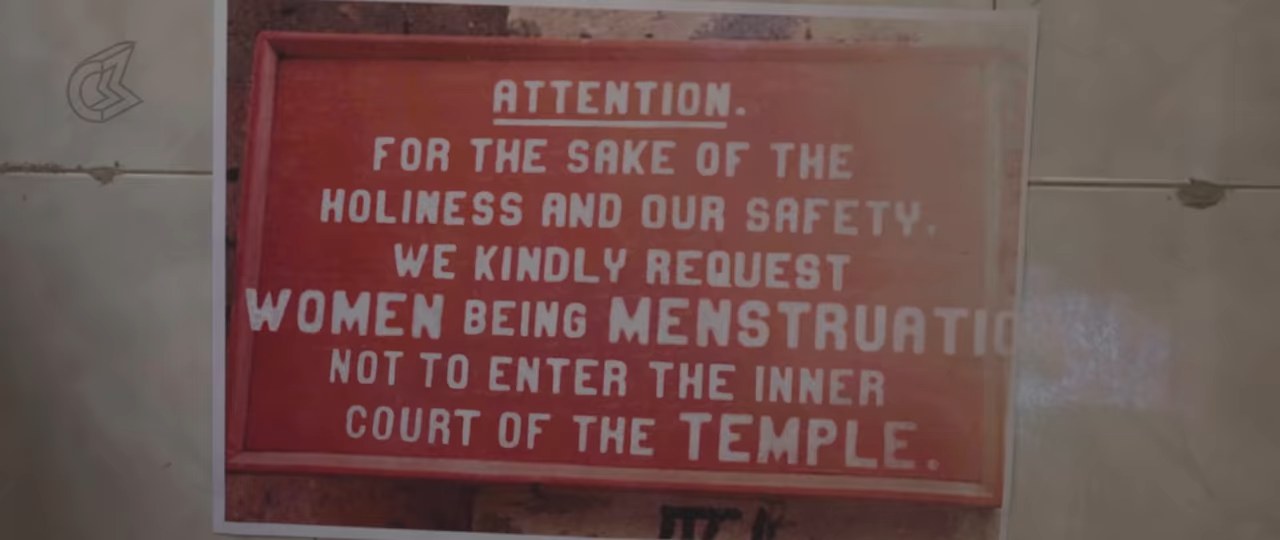 ATTENTION.
FOR THE SAKE OF THE
HOLINESS AND OUR SAFETY.
WE KINDLY REQUEST
WOMEN BEING MENSTRUATIO
NOT TO ENTER THE INNER
COURT OF THE TEMPLE.